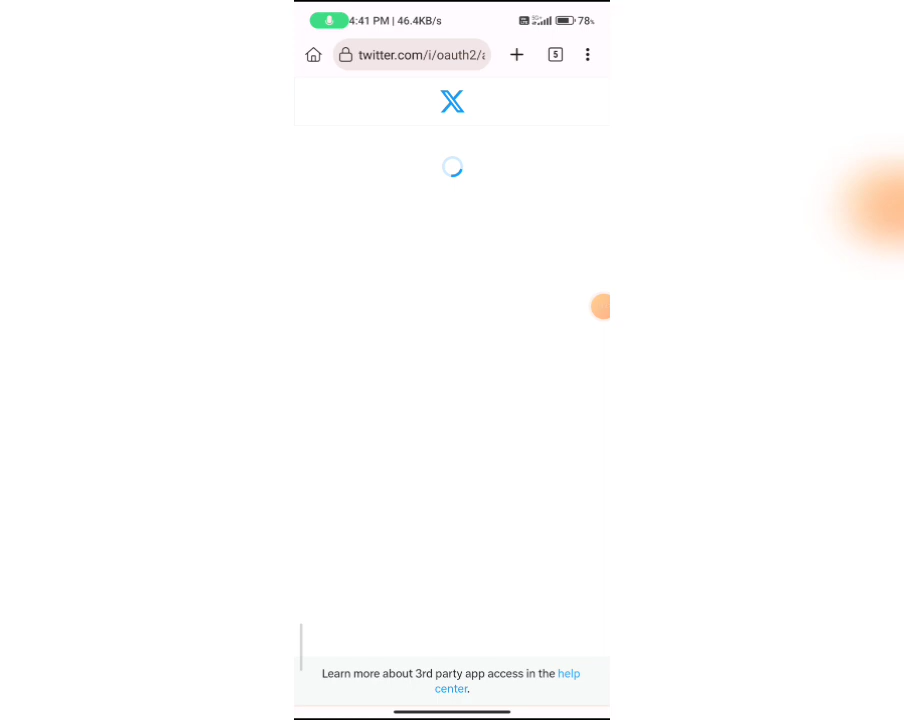 4:41 PM | 46.4KB/s 78%
twitter.com/i/oauth2/a 5
Learn more about 3rd party app access in the help
center.